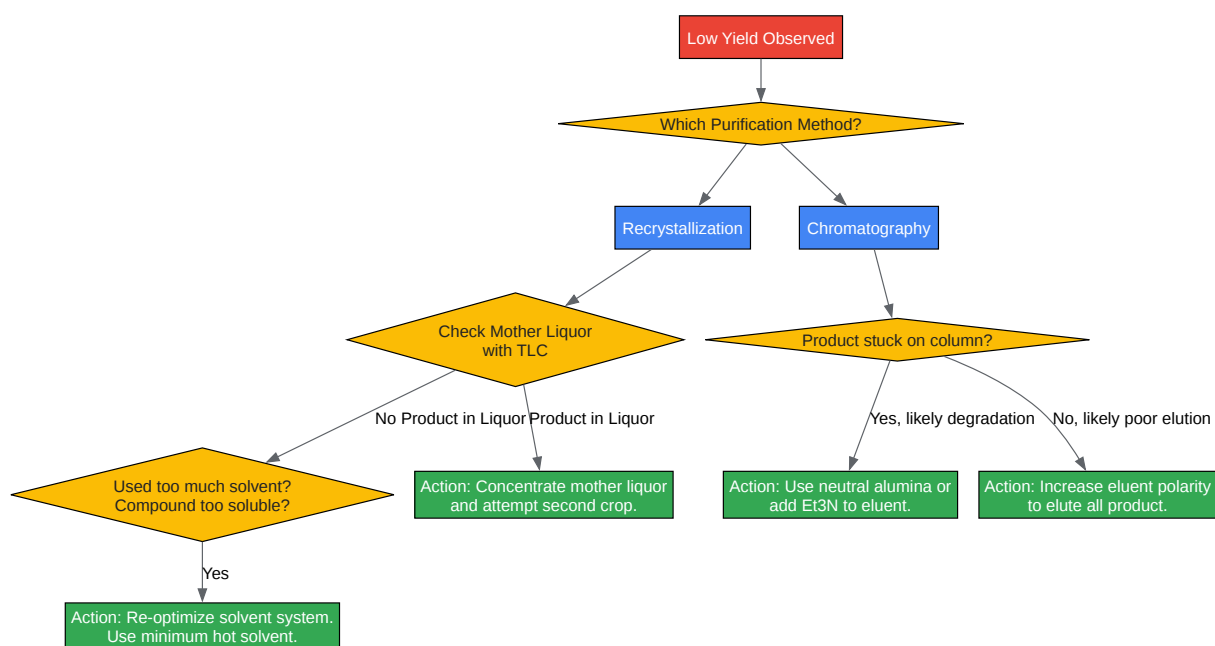 Low Yield Observed
Which Purification Method?
Recrystallization
Chromatography
Check Mother Liquor
with TLC
Product stuck on column?
No Product in Liquor
Product in Liquor
Yes, likely degradation
No, likely poor elution
Used too much solvent?
Compound too soluble?
Action: Concentrate mother liquor
and attempt second crop.
Action: Use neutral alumina or
add Et3N to eluent.
Action: Increase eluent polarity
to elute all product.
Yes
Action: Re-optimize solvent system.
Use minimum hot solvent.